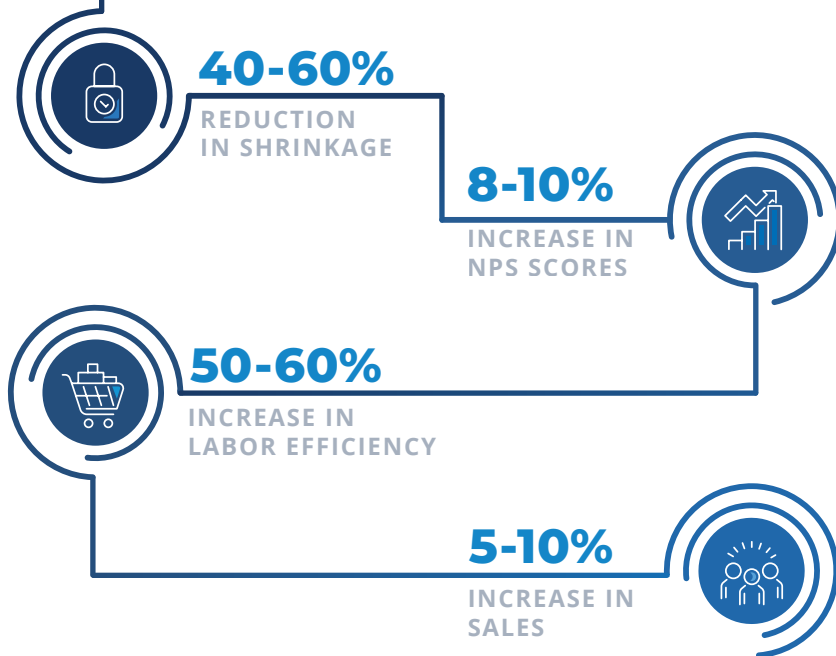 40-60%
REDUCTION
IN SHRINKAGE
8-10%
INCREASE IN
NPS SCORES
50-60%
INCREASE IN
LABOR EFFICIENCY
5-10%
INCREASE IN
SALES